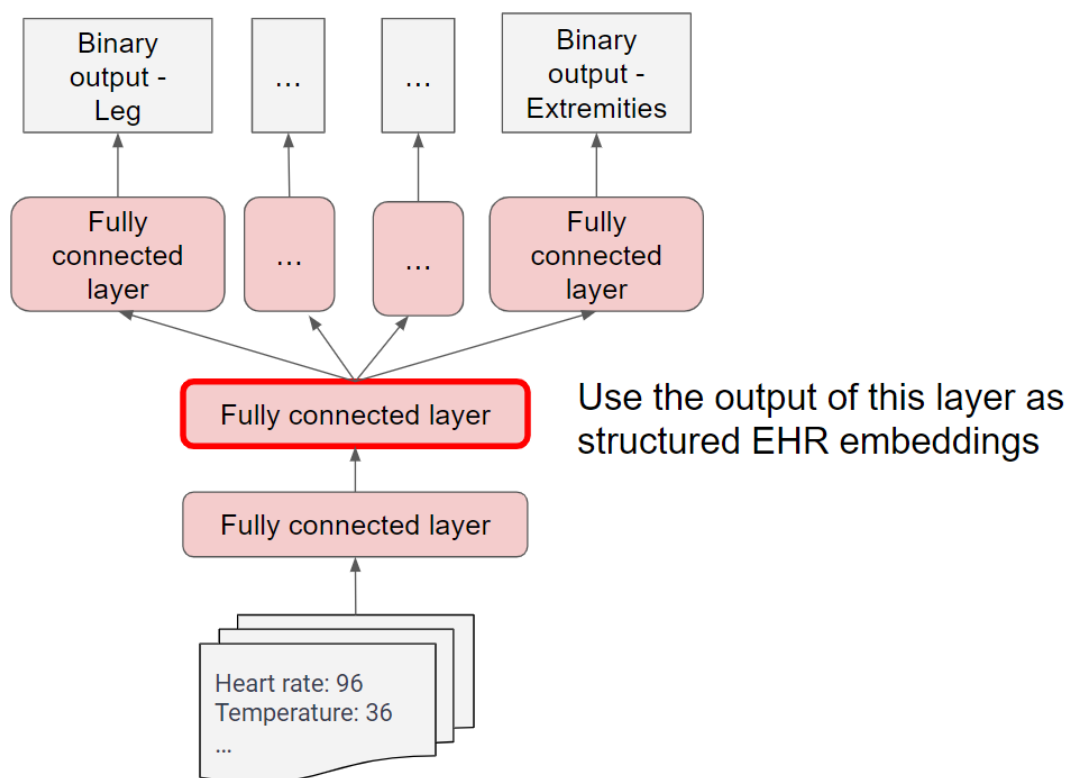 Binary
output -
Leg
...
...
Binary
output -
Extremities
Fully
connected
layer
...
...
Fully
connected
layer
Fully connected layer
Use the output of this layer as
structured EHR embeddings
Fully connected layer
Heart rate: 96
Temperature: 36
...